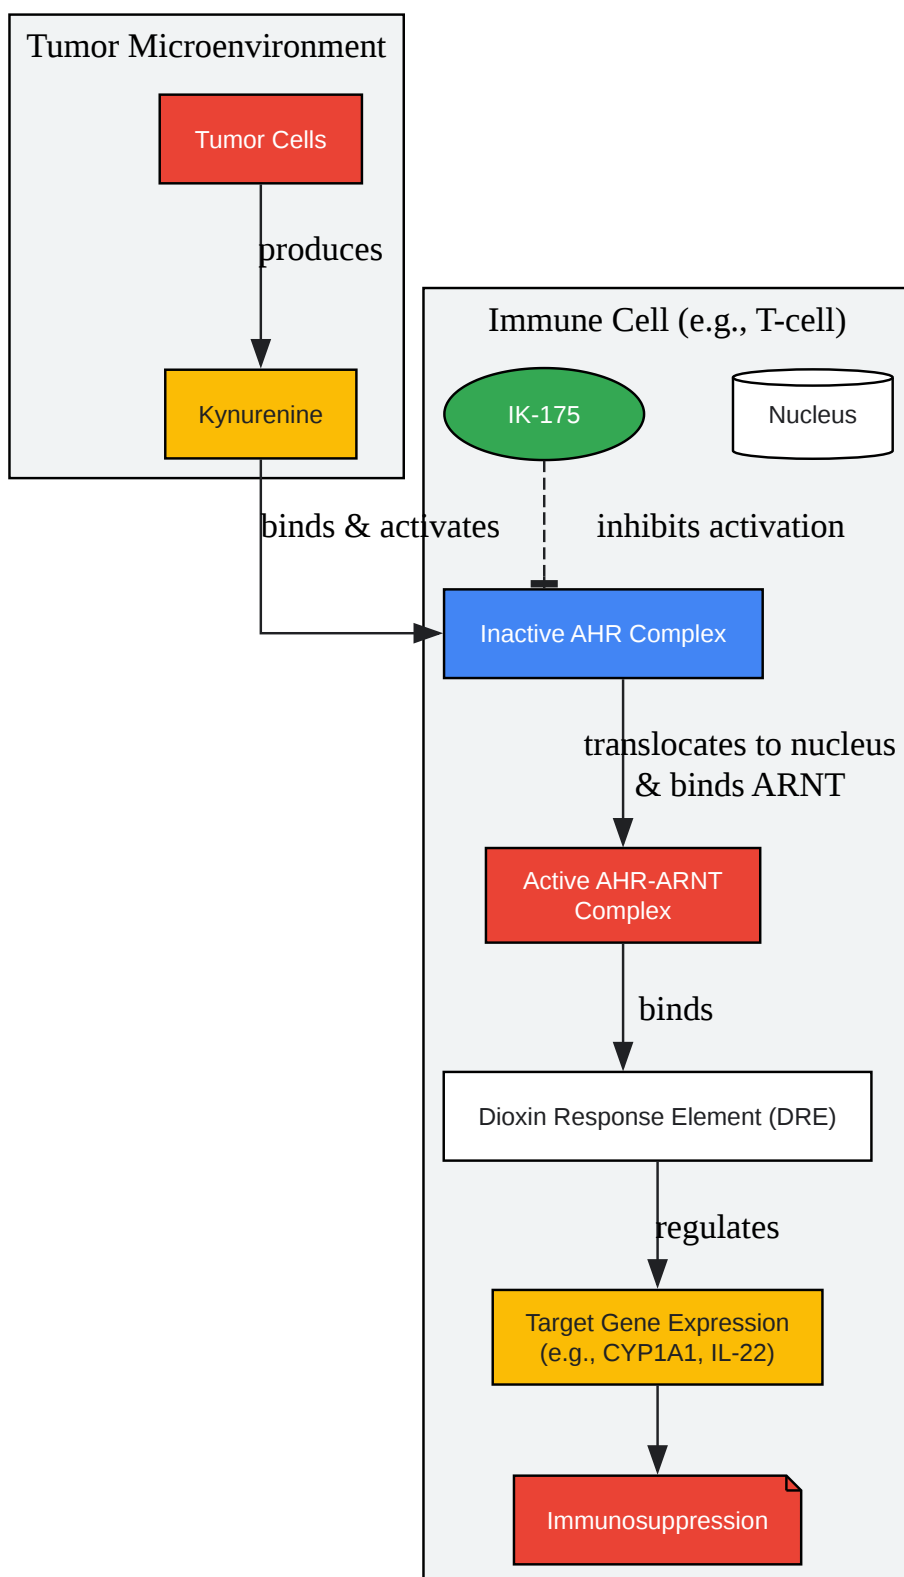 Tumor Microenvironment
Tumor Cells
produces
Kynurenine
Immune Cell (e.g., T-cell)
IK-175
Nucleus
binds & activates
inhibits activation
Inactive AHR Complex
translocates to nucleus
& binds ARNT
Active AHR-ARNT
Complex
binds
Dioxin Response Element (DRE)
regulates
Target Gene Expression
(e.g., CYP1A1, IL-22)
Immunosuppression